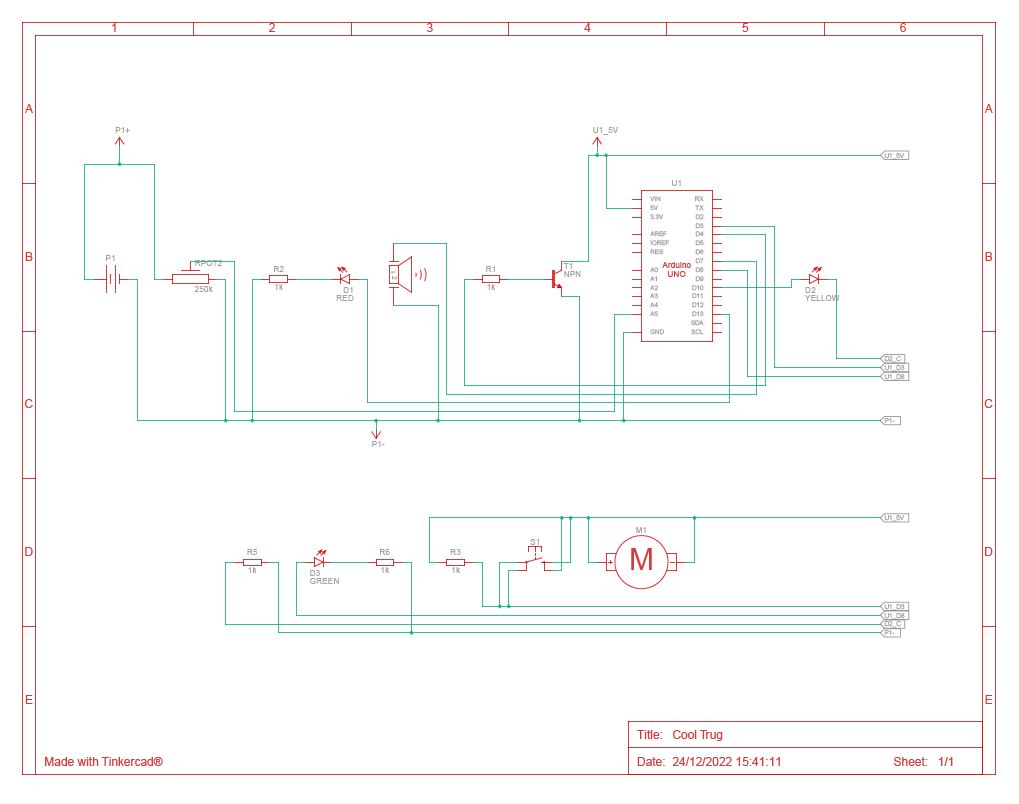 1 2 3 4 5 6
A A
P1+
U1_5V
U1_5V
U1
VIN RX
5V TX
3.3V D2
D3
AREF D4
IOREF D5
RES D6
D7
A0 D8
A1 D9
A2 D10
A3 D11
A4 D12
A5 D13
SDA
GND SCL
Arduino
UNO
B B
P1
RPOT2
250k
R2
1k
D1
RED
R1
1k
T1
NPN
D2
YELLOW
D2_C
U1_D3
U1_D8
C C
P1-
P1-
U1_5V
D D
R5
1k
D3
GREEN
R6
1k
R3
1k
S1
M1
M
+ -
U1_D3
U1_D8
D2_C
P1-
E E
Title: Cool Trug
Made with Tinkercad®
Date: 24/12/2022 15:41:11 Sheet: 1/1